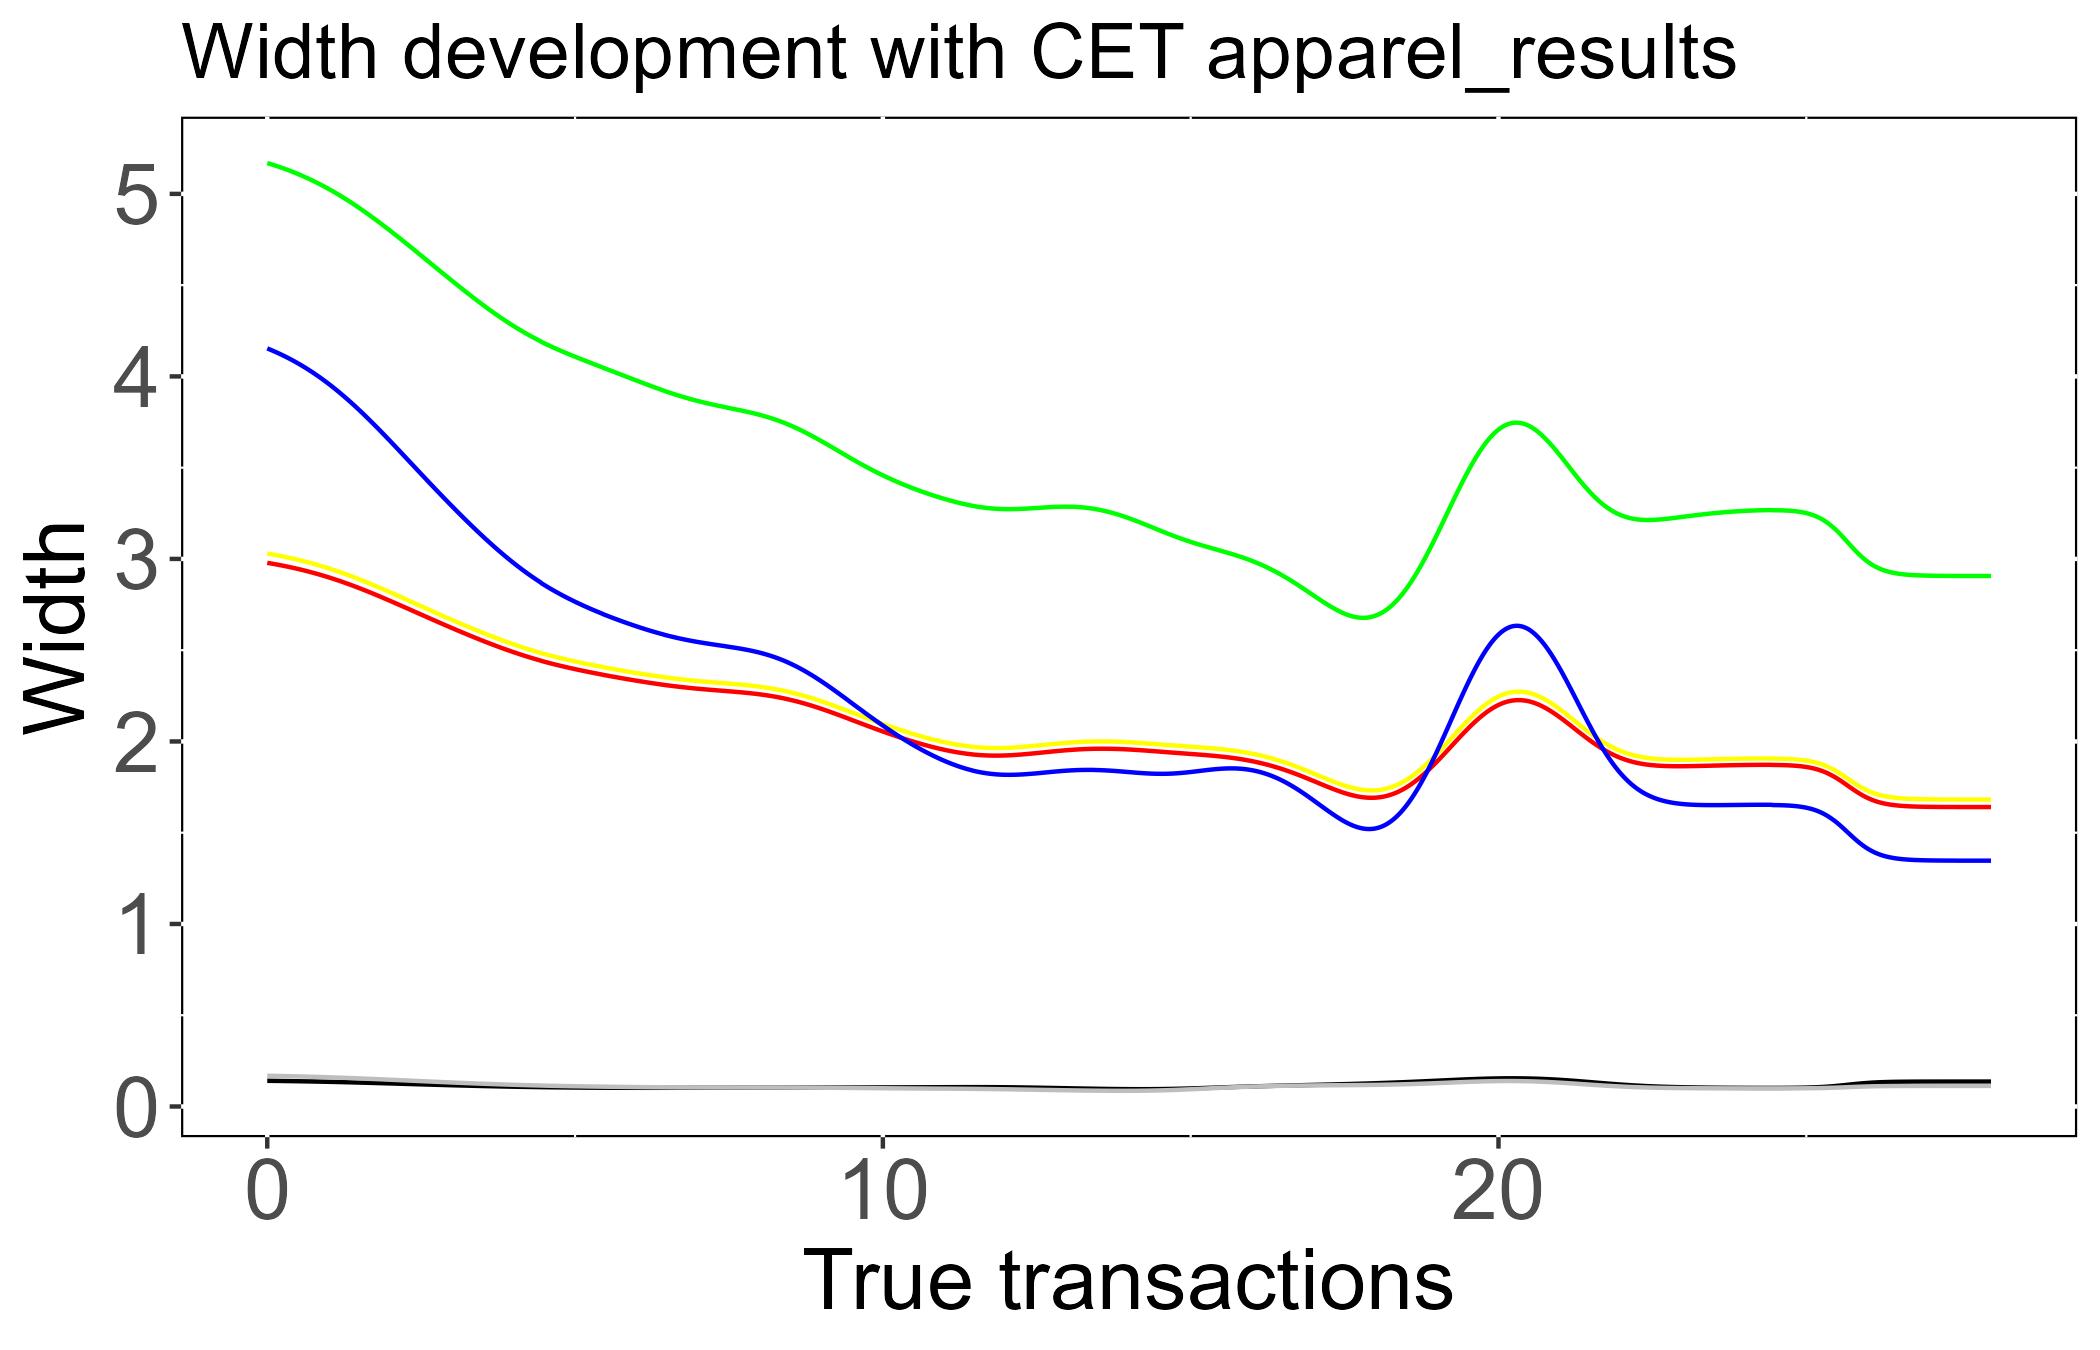 Width development with CET apparel_results
5
4
3
2
1
0
Width
0 10 20
True transactions